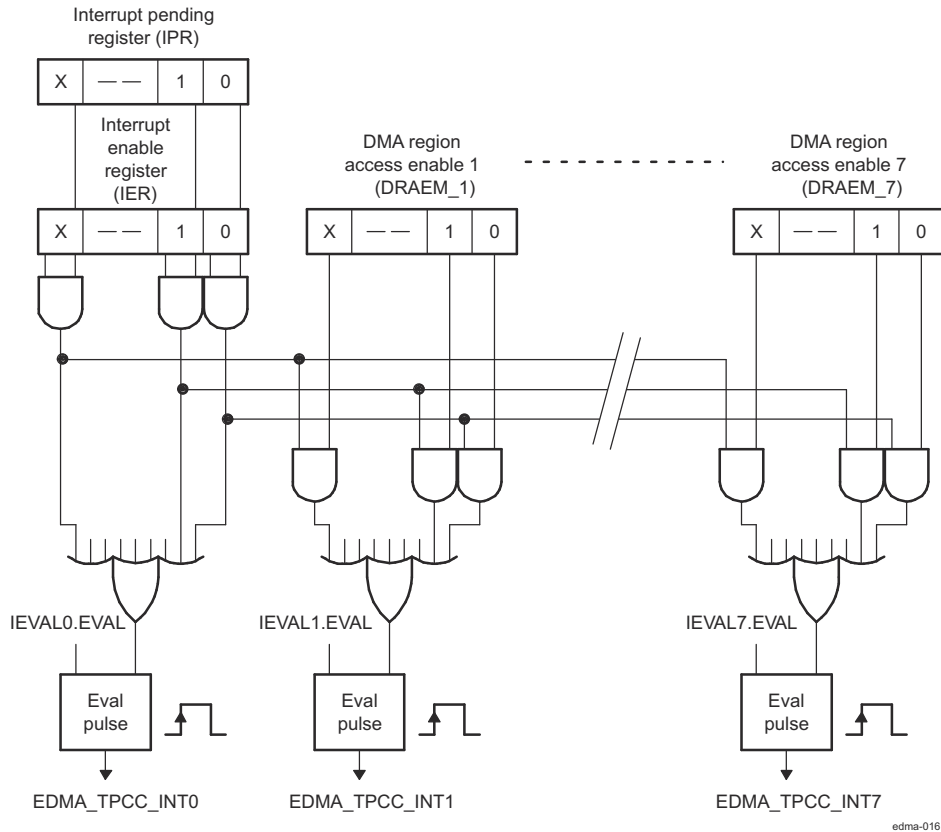 Interrupt pending
register (IPR)
X — — 1 0
Interrupt
enable
register
(IER)
X — — 1 0
DMA region
access enable 1
(DRAEM_1)
X — — 1 0
DMA region
access enable 7
(DRAEM_7)
X — — 1 0
IEVAL0.EVAL
IEVAL1.EVAL
IEVAL7.EVAL
Eval
pulse
Eval
pulse
Eval
pulse
EDMA_TPCC_INT0
EDMA_TPCC_INT1
EDMA_TPCC_INT7
edma-016